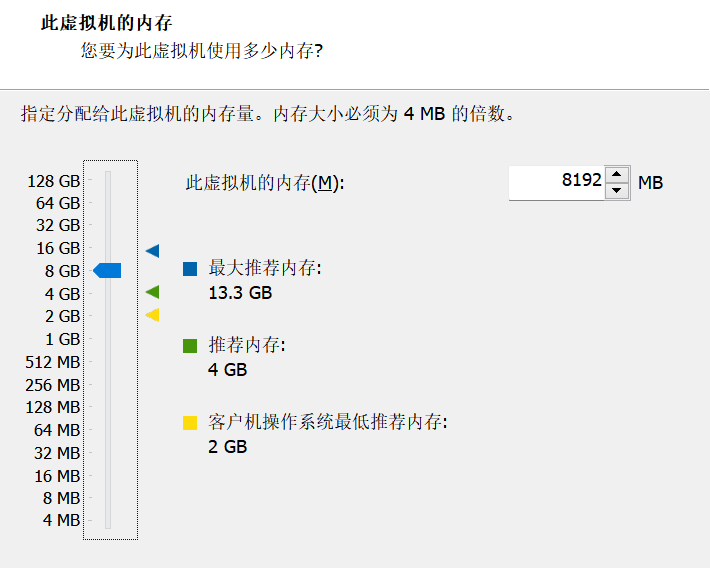 此虚拟机的内存
您要为此虚拟机使用多少内存?
指定分配给此虚拟机的内存量。内存大小必须为 4 MB 的倍数。
128 GB
64 GB
32 GB
16 GB
8 GB
4 GB
2 GB
1 GB
512 MB
256 MB
128 MB
64 MB
32 MB
16 MB
8 MB
4 MB
此虚拟机的内存(M): 8192 MB
最大推荐内存:
13.3 GB
推荐内存:
4 GB
客户机操作系统最低推荐内存:
2 GB